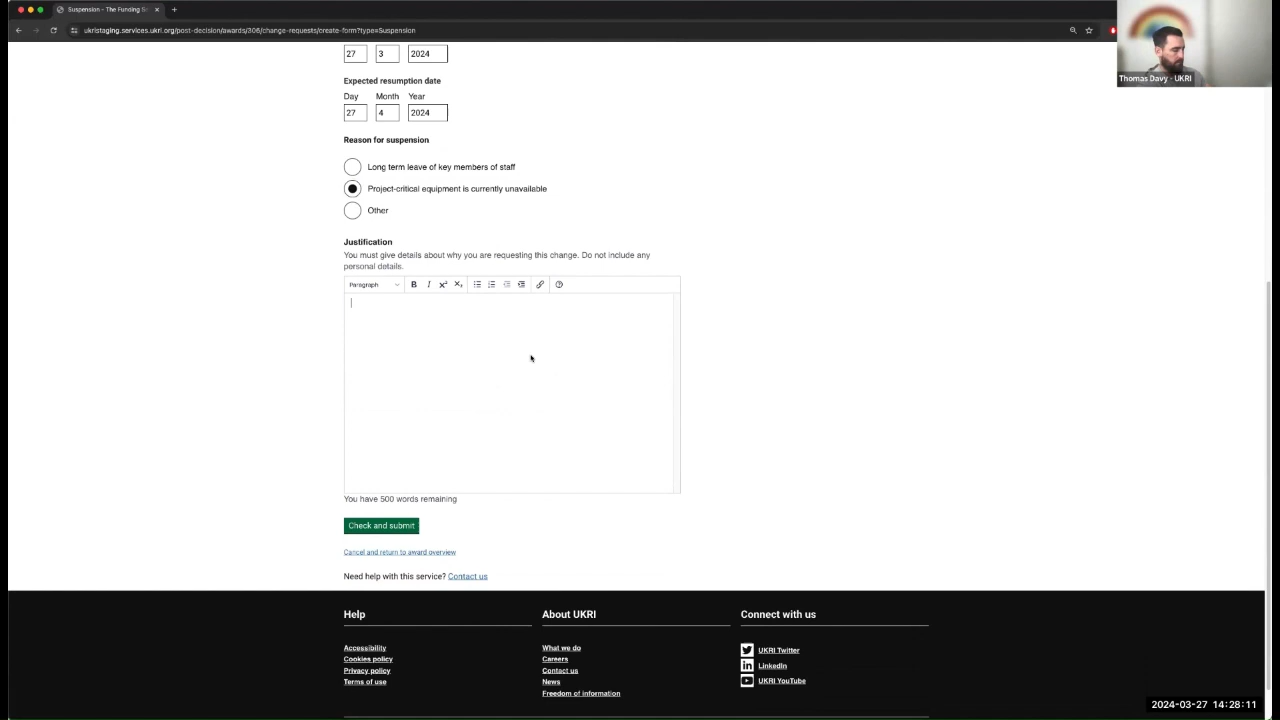 Suspension - The Funding Se
ukristaging.services.ukri.org/post-decision/awards/306/change-requests/create-form?type=Suspension
Thomas Davy - UKRI
27 3 2024
Expected resumption date
Day Month Year
27 4 2024
Reason for suspension
Long term leave of key members of staff
Project-critical equipment is currently unavailable
Other
Justification
You must give details about why you are requesting this change. Do not include any
personal details.
Paragraph B I X² X₂
You have 500 words remaining
Check and submit
Cancel and return to award overview
Need help with this service? Contact us
Help About UKRI Connect with us
Accessibility What we do UKRI Twitter
Cookies policy Careers LinkedIn
Privacy policy Contact us UKRI YouTube
Terms of use News
Freedom of information
2024-03-27 14:28:11